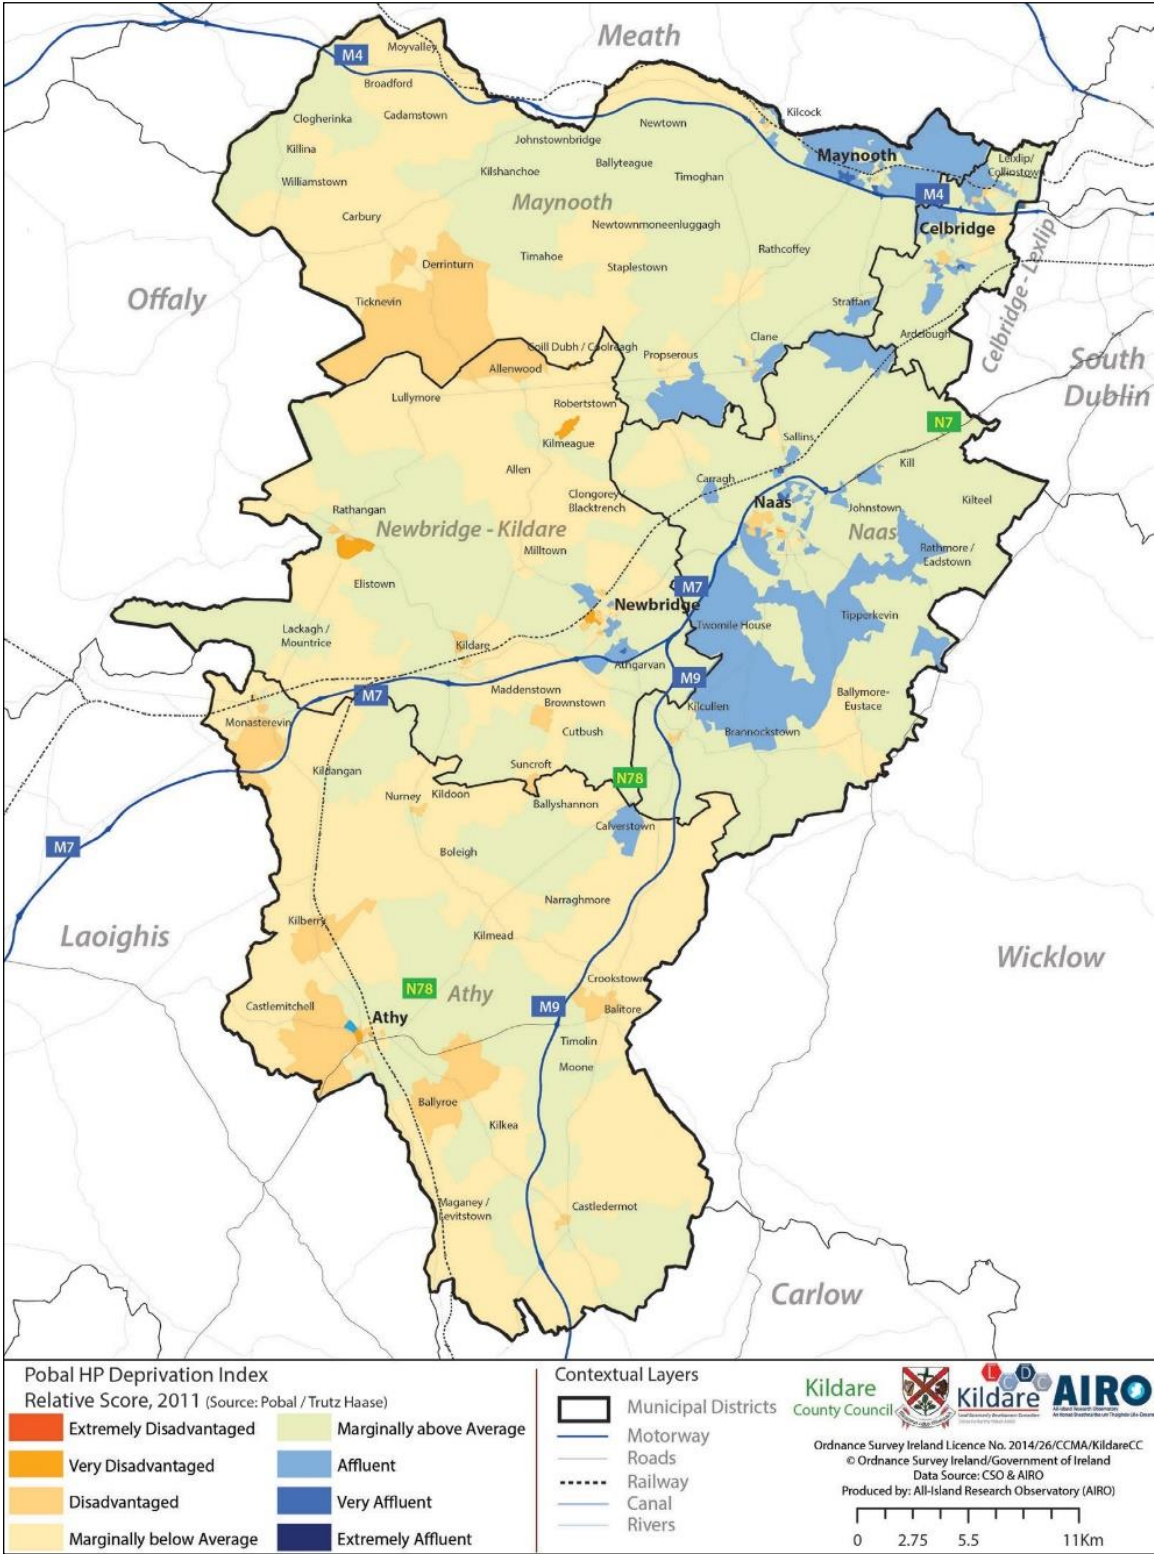 Meath
M4
Moyvalley
Broadford
Clogherinka
Cadamstown
Kilcock
Newtown
Johnstownbridge
Killina
Ballyteague
Maynooth
Leixlip/
Collinstown
Kilshanchoe
Timoghan
Williamstown
Maynooth
M4
Carbury
Newtownmoneenluggagh
Celbridge
Rathcoffey
Timahoe
Derrinturn
Staplestown
Celbridge - Lexlip
Offaly
Ticknevin
Straffan
Ardclough
Coill Dubh / Coolreagh
Propserous
Clane
South
Dublin
Allenwood
Lullymore
Robertstown
N7
Kilmeague
Sallins
Kill
Allen
Carragh
Clongorey /
Blacktrench
Naas
Kilteel
Johnstown
Rathangan
Newbridge - Kildare
Naas
Milltown
Rathmore /
Eadstown
Elistown
M7
Newbridge
Tipperkevin
Twomile House
Lackagh /
Mountrice
Kildare
Athgarvan
M9
M7
Maddenstown
Ballymore-
Eustace
Brownstown
Kilcullen
Monasterevin
Cutbush
Brannockstown
Suncroft
Kildangan
N78
Nurney
Kildoon
Ballyshannon
Calverstown
M7
Boleigh
Narraghmore
Kilberry
Laoighis
Kilmead
Wicklow
Crookstown
N78
Athy
Castlemitchell
M9
Balitore
Athy
Timolin
Moone
Ballyroe
Kilkea
Maganey /
Levitstown
Castledermot
Carlow
Pobal HP Deprivation Index
Relative Score, 2011 (Source: Pobal / Trutz Haase)
Extremely Disadvantaged
Very Disadvantaged
Disadvantaged
Marginally below Average
Marginally above Average
Affluent
Very Affluent
Extremely Affluent
Contextual Layers
Municipal Districts
Motorway
Roads
Railway
Canal
Rivers
Kildare
County Council
LCDC
Kildare
AIRO
Ordnance Survey Ireland Licence No. 2014/26/CCMA/KildareCC
© Ordnance Survey Ireland/Government of Ireland
Data Source: CSO & AIRO
Produced by: All-Island Research Observatory (AIRO)
0 2.75 5.5 11Km